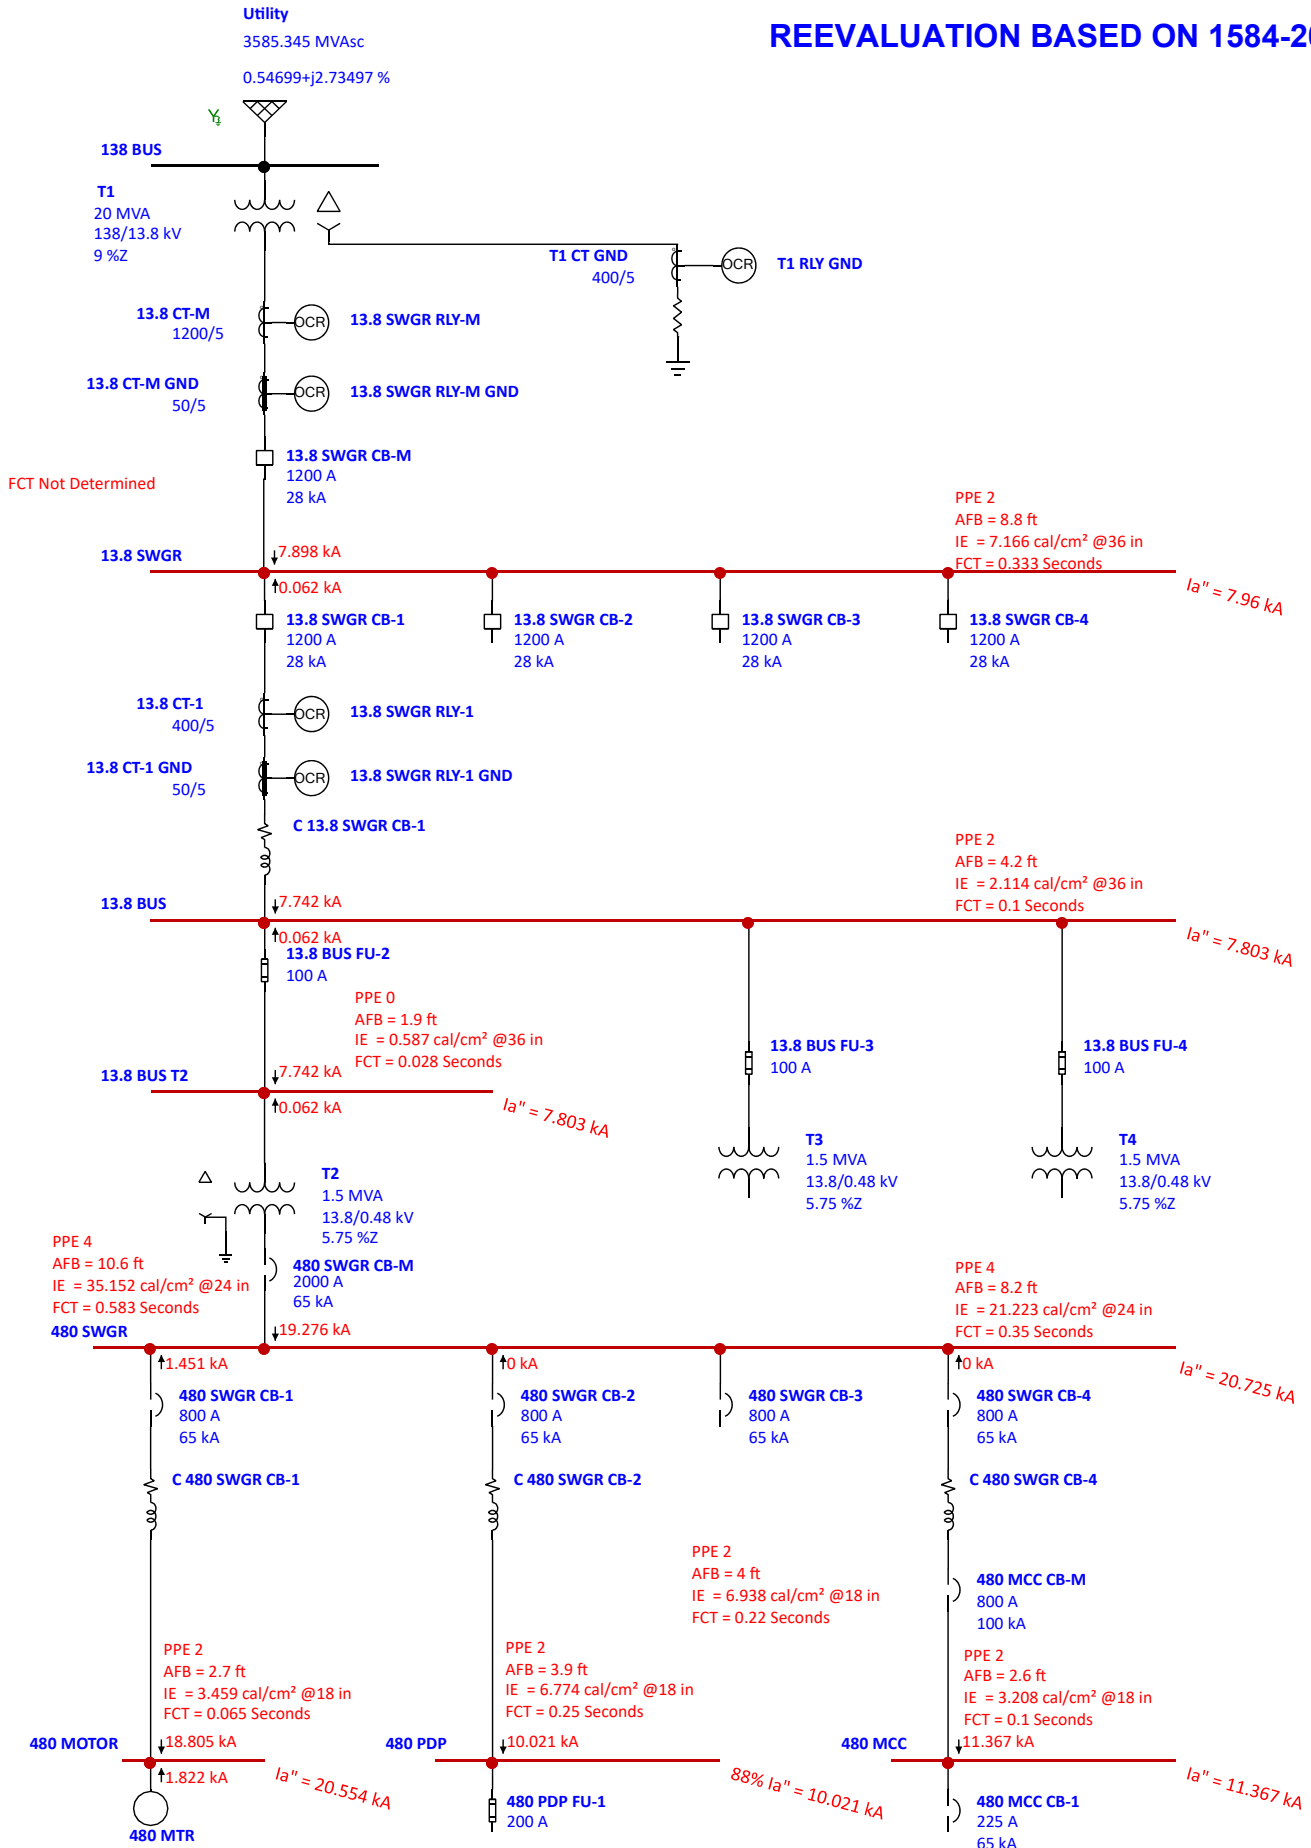 Utility
3585.345 MVAsc
0.54699+j2.73497 %
REEVALUATION BASED ON 1584-20
138 BUS
T1
20 MVA
138/13.8 kV
9 %Z
T1 CT GND
400/5
OCR
T1 RLY GND
13.8 CT-M
1200/5
OCR
13.8 SWGR RLY-M
13.8 CT-M GND
50/5
OCR
13.8 SWGR RLY-M GND
13.8 SWGR CB-M
1200 A
28 kA
FCT Not Determined
PPE 2
AFB = 8.8 ft
IE = 7.166 cal/cm² @36 in
FCT = 0.333 Seconds
13.8 SWGR
7.898 kA
0.062 kA
Ia" = 7.96 kA
13.8 SWGR CB-1
1200 A
28 kA
13.8 SWGR CB-2
1200 A
28 kA
13.8 SWGR CB-3
1200 A
28 kA
13.8 SWGR CB-4
1200 A
28 kA
13.8 CT-1
400/5
OCR
13.8 SWGR RLY-1
13.8 CT-1 GND
50/5
OCR
13.8 SWGR RLY-1 GND
C 13.8 SWGR CB-1
PPE 2
AFB = 4.2 ft
IE = 2.114 cal/cm² @36 in
FCT = 0.1 Seconds
13.8 BUS
7.742 kA
0.062 kA
Ia" = 7.803 kA
13.8 BUS FU-2
100 A
PPE 0
AFB = 1.9 ft
IE = 0.587 cal/cm² @36 in
FCT = 0.028 Seconds
13.8 BUS FU-3
100 A
13.8 BUS FU-4
100 A
13.8 BUS T2
7.742 kA
0.062 kA
Ia" = 7.803 kA
T3
1.5 MVA
13.8/0.48 kV
5.75 %Z
T4
1.5 MVA
13.8/0.48 kV
5.75 %Z
T2
1.5 MVA
13.8/0.48 kV
5.75 %Z
PPE 4
AFB = 10.6 ft
IE = 35.152 cal/cm² @24 in
FCT = 0.583 Seconds
480 SWGR CB-M
2000 A
65 kA
PPE 4
AFB = 8.2 ft
IE = 21.223 cal/cm² @24 in
FCT = 0.35 Seconds
480 SWGR
19.276 kA
1.451 kA
0 kA
0 kA
Ia" = 20.725 kA
480 SWGR CB-1
800 A
65 kA
480 SWGR CB-2
800 A
65 kA
480 SWGR CB-3
800 A
65 kA
480 SWGR CB-4
800 A
65 kA
C 480 SWGR CB-1
C 480 SWGR CB-2
C 480 SWGR CB-4
PPE 2
AFB = 4 ft
IE = 6.938 cal/cm² @18 in
FCT = 0.22 Seconds
480 MCC CB-M
800 A
100 kA
PPE 2
AFB = 2.7 ft
IE = 3.459 cal/cm² @18 in
FCT = 0.065 Seconds
PPE 2
AFB = 3.9 ft
IE = 6.774 cal/cm² @18 in
FCT = 0.25 Seconds
PPE 2
AFB = 2.6 ft
IE = 3.208 cal/cm² @18 in
FCT = 0.1 Seconds
480 MOTOR
18.805 kA
1.822 kA
Ia" = 20.554 kA
480 PDP
10.021 kA
88% Ia" = 10.021 kA
480 MCC
11.367 kA
Ia" = 11.367 kA
480 MTR
480 PDP FU-1
200 A
480 MCC CB-1
225 A
65 kA